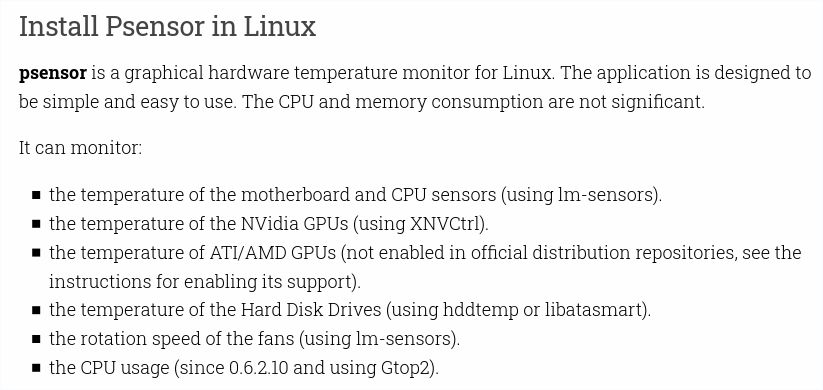 Install Psensor in Linux
psensor is a graphical hardware temperature monitor for Linux. The application is designed to
be simple and easy to use. The CPU and memory consumption are not significant.
It can monitor:
■ the temperature of the motherboard and CPU sensors (using lm-sensors).
■ the temperature of the NVidia GPUs (using XNVCtrl).
■ the temperature of ATI/AMD GPUs (not enabled in official distribution repositories, see the
instructions for enabling its support).
■ the temperature of the Hard Disk Drives (using hddtemp or libatasmart).
■ the rotation speed of the fans (using lm-sensors).
■ the CPU usage (since 0.6.2.10 and using Gtop2).